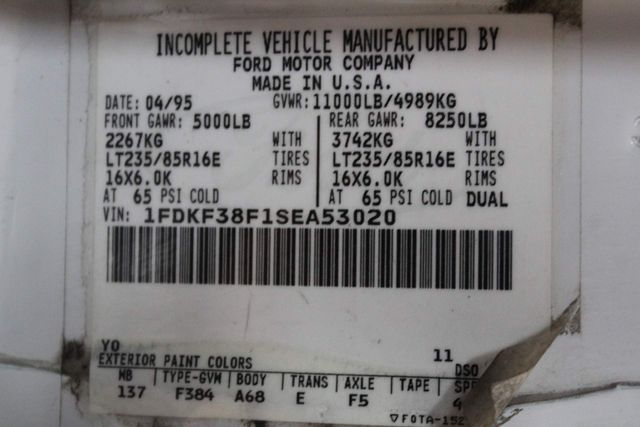 INCOMPLETE VEHICLE MANUFACTURED BY
FORD MOTOR COMPANY
MADE IN U.S.A.
DATE: 04/95 GVWR: 11000LB/4989KG
FRONT GAWR: 5000LB REAR GAWR: 8250LB
2267KG WITH 3742KG WITH
LT235/85R16E TIRES LT235/85R16E TIRES
16X6.0K RIMS 16X6.0K RIMS
AT 65 PSI COLD AT 65 PSI COLD DUAL
VIN: 1FDKF38F1SEA53020
YO 11
EXTERIOR PAINT COLORS DSO
WB TYPE-GVW BODY TRANS AXLE TAPE
137 F384 A68 E F5 4
▽FOTA-152